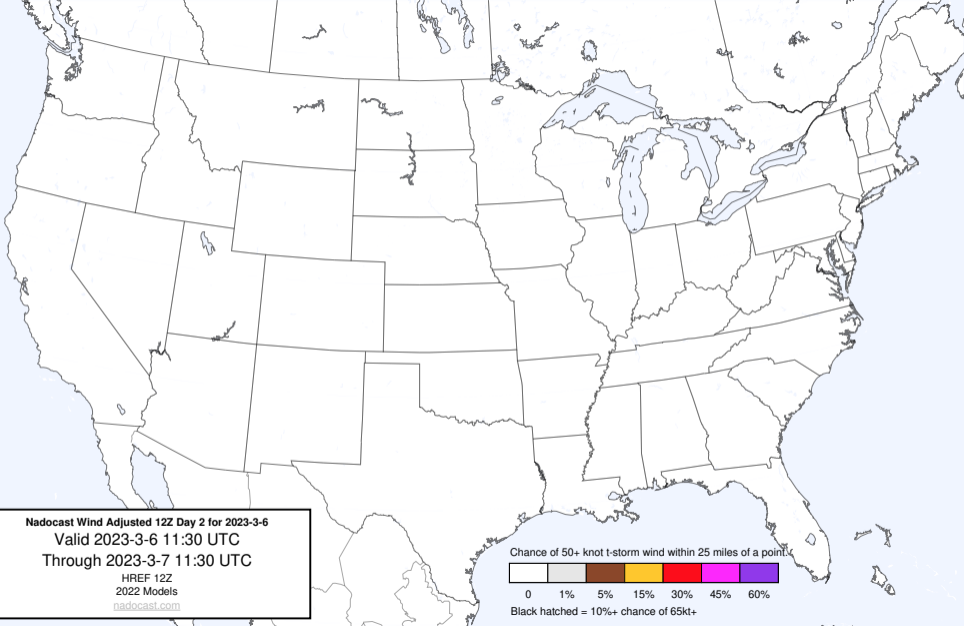 Nadocast Wind Adjusted 12Z Day 2 for 2023-3-6
Valid 2023-3-6 11:30 UTC
Through 2023-3-7 11:30 UTC
HREF 12Z
2022 Models
nadocast.com
Chance of 50+ knot t-storm wind within 25 miles of a point.
0 1% 5% 15% 30% 45% 60%
Black hatched = 10%+ chance of 65kt+